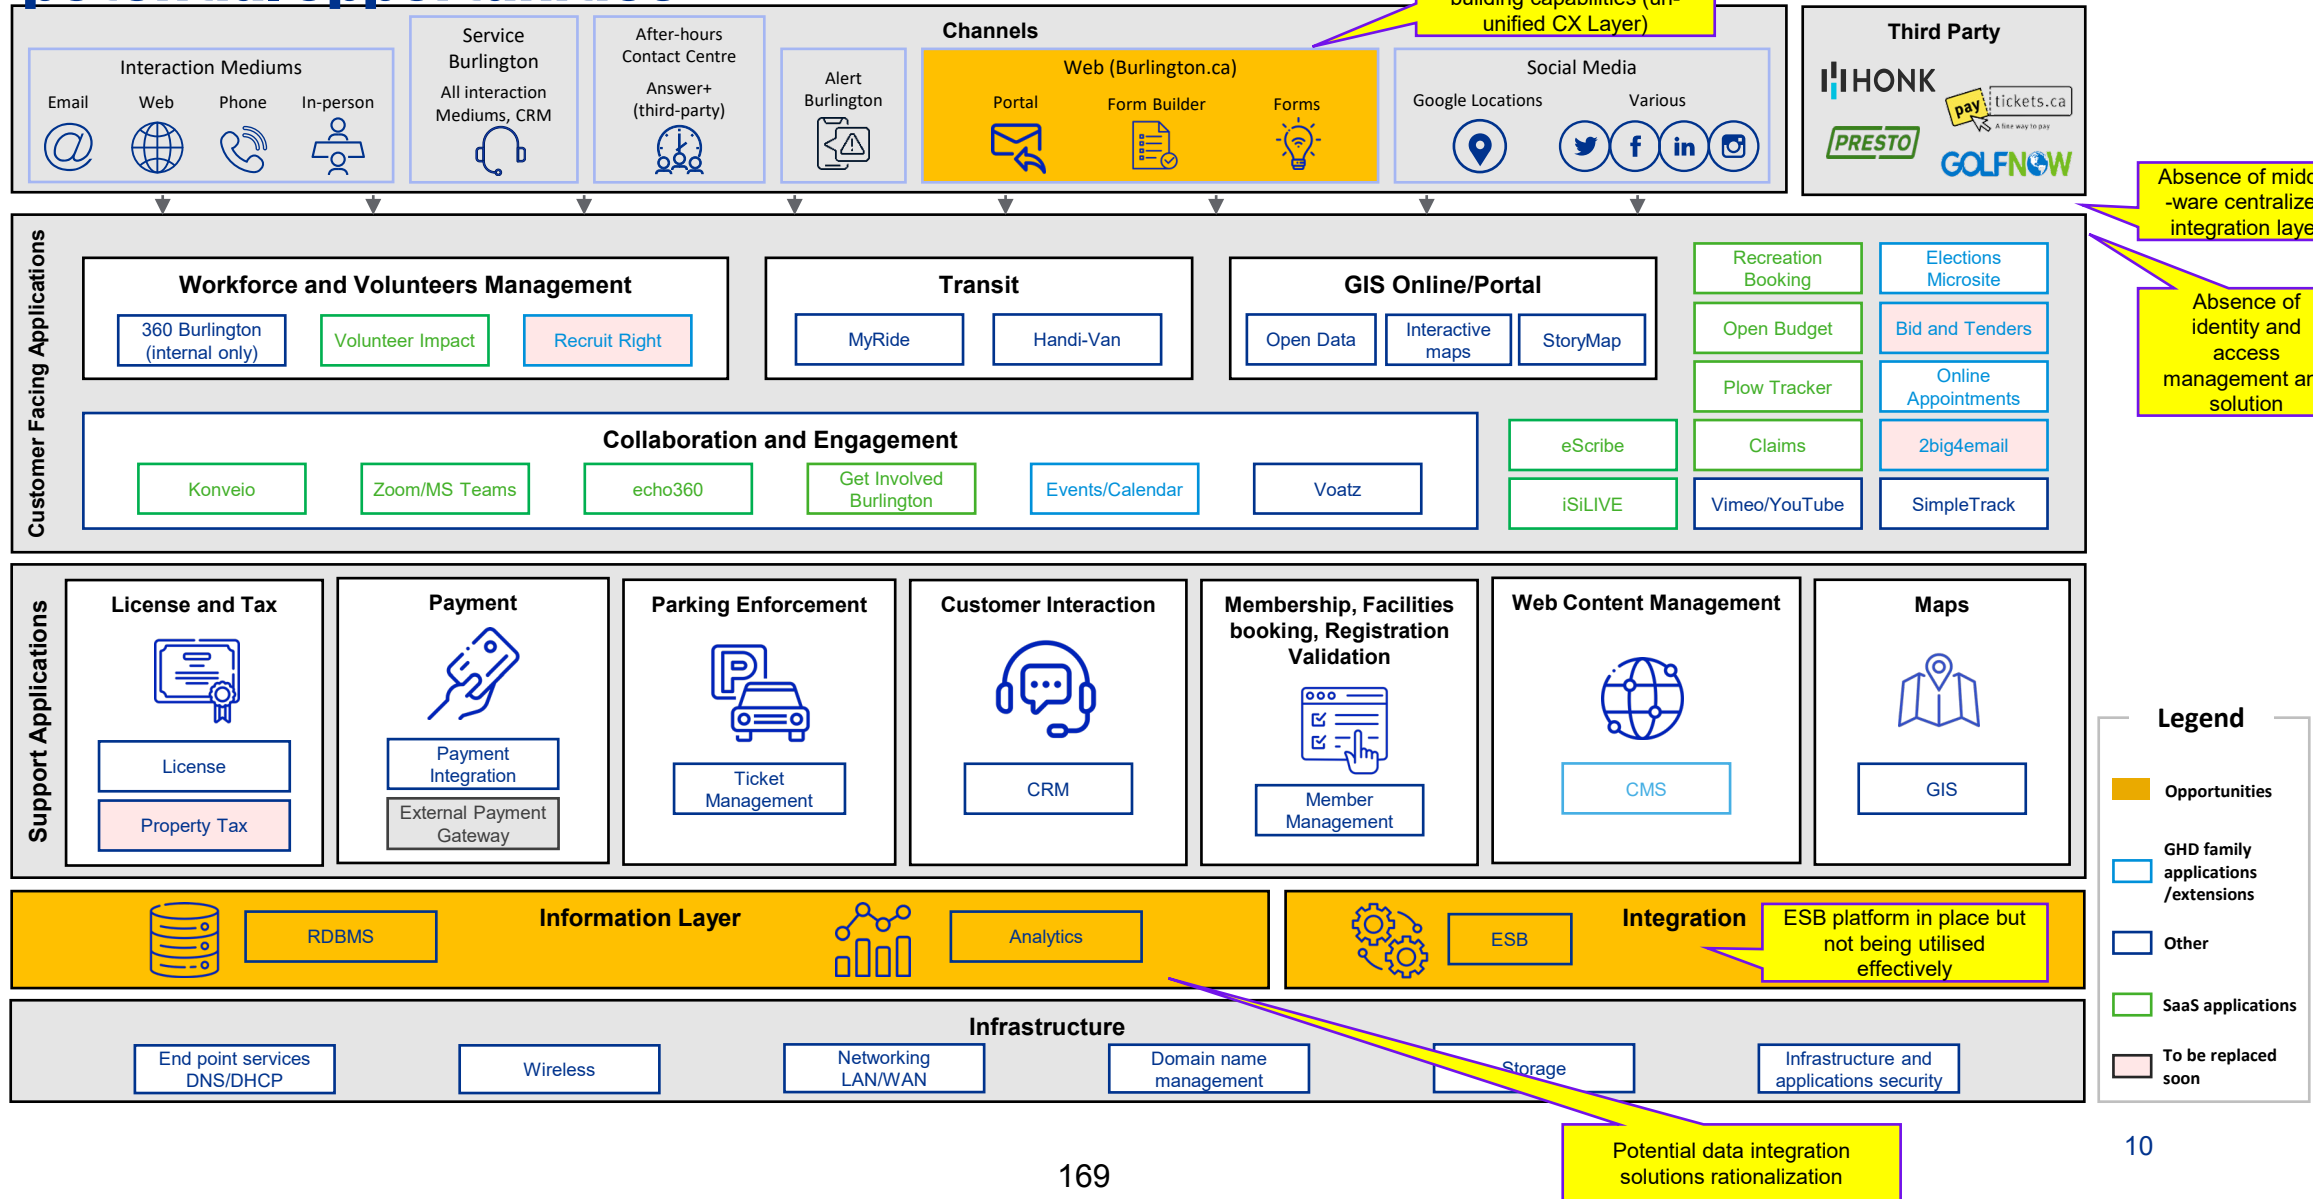 potential opportunities
building capabilities (un-
unified CX Layer)
Channels
Interaction Mediums
Email
Web
Phone
In-person
Service
Burlington
All interaction
Mediums, CRM
After-hours
Contact Centre
Answer+
(third-party)
Alert
Burlington
Web (Burlington.ca)
Portal
Form Builder
Forms
Social Media
Google Locations
Various
Third Party
HONK
pay tickets.ca
A fine way to pay
PRESTO
GOLFNOW
Absence of
-ware
integration
Absence of
identity and
access
management
solution
Customer Facing Applications
Workforce and Volunteers Management
360 Burlington
(internal only)
Volunteer Impact
Recruit Right
Transit
MyRide
Handi-Van
GIS Online/Portal
Open Data
Interactive
maps
StoryMap
Recreation
Booking
Elections
Microsite
Open Budget
Bid and Tenders
Plow Tracker
Online
Appointments
Collaboration and Engagement
Konveio
Zoom/MS Teams
echo360
Get Involved
Burlington
Events/Calendar
Voatz
eScribe
Claims
2big4email
iSiLIVE
Vimeo/YouTube
SimpleTrack
Support Applications
License and Tax
License
Property Tax
Payment
Payment
Integration
External Payment
Gateway
Parking Enforcement
Ticket
Management
Customer Interaction
CRM
Membership, Facilities
booking, Registration
Validation
Member
Management
Web Content Management
CMS
Maps
GIS
Information Layer
RDBMS
Analytics
Integration
ESB
ESB platform in place but
not being utilised
effectively
Infrastructure
End point services
DNS/DHCP
Wireless
Networking
LAN/WAN
Domain name
management
Storage
Infrastructure and
applications security
Legend
Opportunities
GHD family
applications
/extensions
Other
SaaS applications
To be replaced
soon
Potential data integration
solutions rationalization
169
10